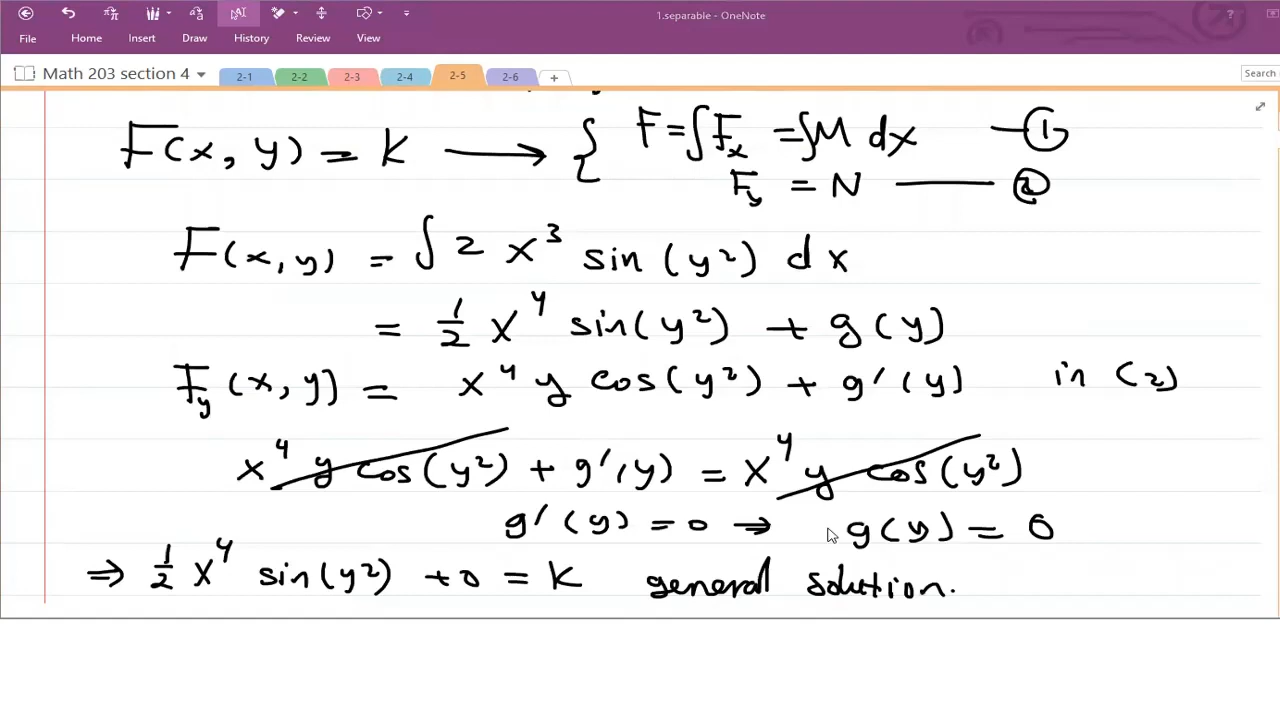 1.separable - OneNote
File Home Insert Draw History Review View
Math 203 section 4 2-1 2-2 2-3 2-4 2-5 2-6 + Search
F(x, y) = K ⟶ { F = ∫F_x = ∫M dx —①
F_y = N —②
F(x, y) = ∫ 2 x³ sin (y²) dx
= ½ x⁴ sin(y²) + g(y)
F_y (x, y) = x⁴ y cos(y²) + g'(y) in (2)
x⁴ y cos(y²) + g'(y) = x⁴ y cos(y²)
g'(y) = 0 ⇒ g(y) = 0
⇒ ½ x⁴ sin(y²) + 0 = K general solution.